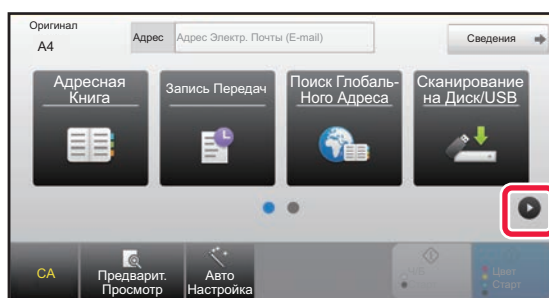 Оригинал
A4
Адрес
Адрес Электр. Почты (E-mail)
Сведения
Адресная
Книга
Запись Передач
Поиск Глобаль-
Ного Адреса
Сканирование
на Диск/USB
CA
Предварит.
Просмотр
Авто
Настройка
Ч/Б
Старт
Цвет
Старт